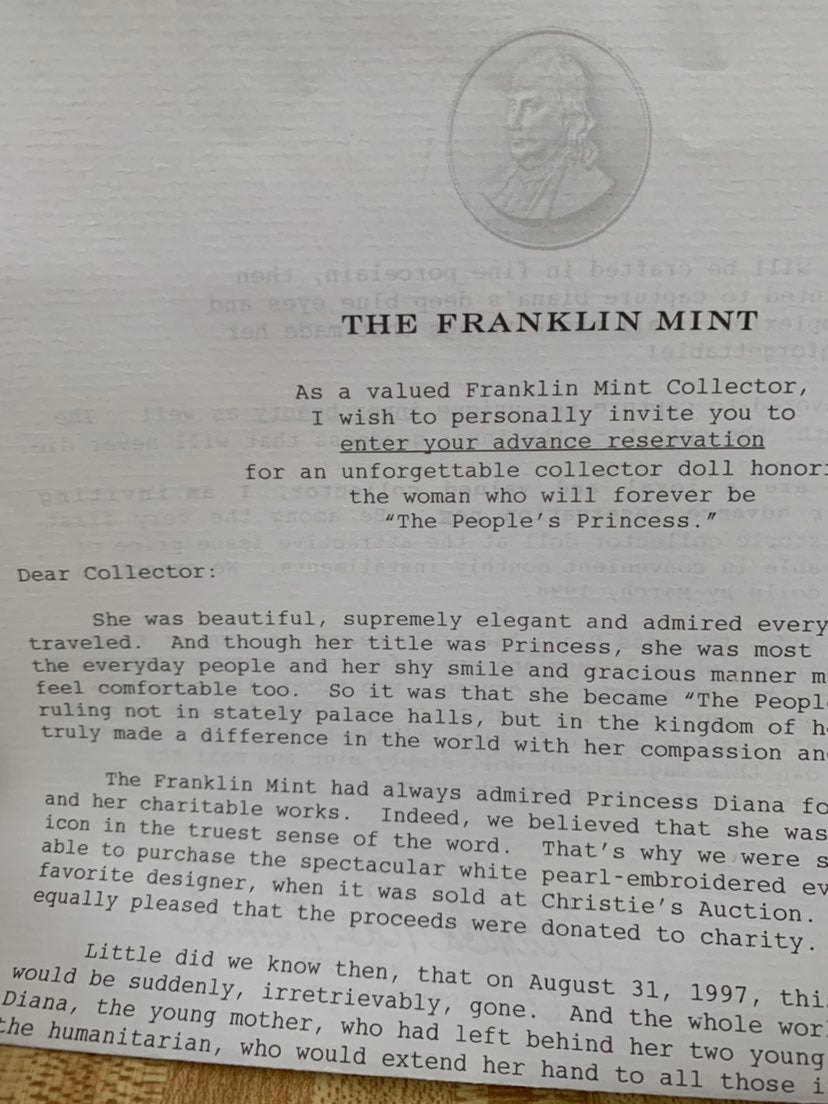 THE FRANKLIN MINT
As a valued Franklin Mint Collector,
I wish to personally invite you to
enter your advance reservation
for an unforgettable collector doll honori
the woman who will forever be
“The People’s Princess.”
Dear Collector:
She was beautiful, supremely elegant and admired every
traveled. And though her title was Princess, she was most
the everyday people and her shy smile and gracious manner m
feel comfortable too. So it was that she became “The Peopl
ruling not in stately palace halls, but in the kingdom of h
truly made a difference in the world with her compassion an
The Franklin Mint had always admired Princess Diana fo
and her charitable works. Indeed, we believed that she was
icon in the truest sense of the word. That’s why we were s
able to purchase the spectacular white pearl-embroidered ev
favorite designer, when it was sold at Christie’s Auction.
equally pleased that the proceeds were donated to charity.
Little did we know then, that on August 31, 1997, thi
would be suddenly, irretrievably, gone. And the whole wor
Diana, the young mother, who had left behind her two young
the humanitarian, who would extend her hand to all those i